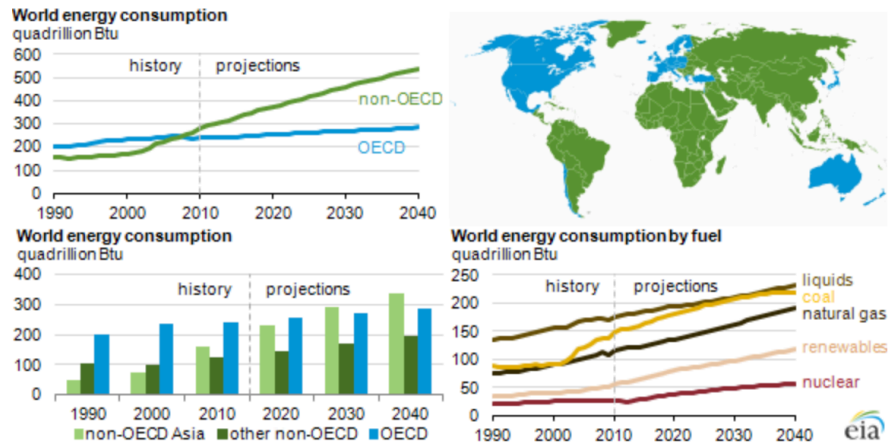 World energy consumption
quadrillion Btu
600
500
400
300
200
100
0
history
projections
non-OECD
OECD
1990 2000 2010 2020 2030 2040
World energy consumption
quadrillion Btu
400
300
200
100
0
history
projections
1990 2000 2010 2020 2030 2040
non-OECD Asia other non-OECD OECD
World energy consumption by fuel
quadrillion Btu
250
200
150
100
50
0
history
projections
liquids
coal
natural gas
renewables
nuclear
1990 2000 2010 2020 2030 2040
eia